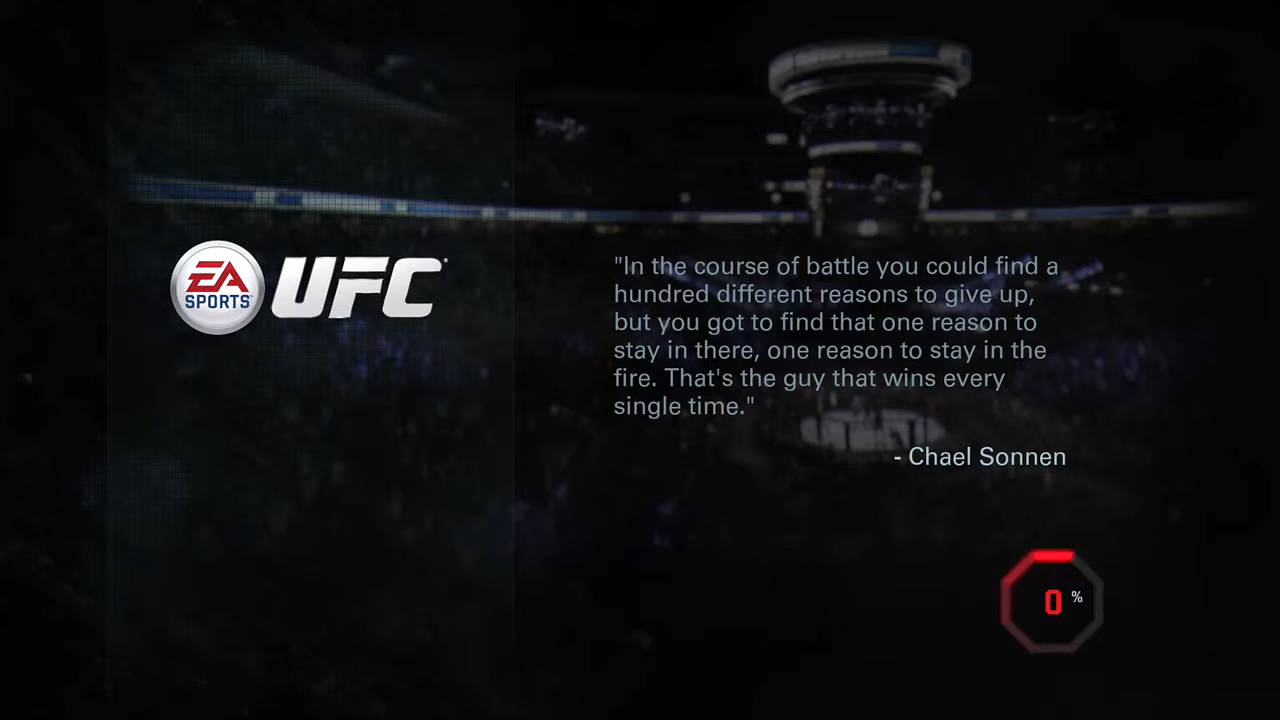 EA
SPORTS
UFC
"In the course of battle you could find a
hundred different reasons to give up,
but you got to find that one reason to
stay in there, one reason to stay in the
fire. That's the guy that wins every
single time."
- Chael Sonnen
0 %